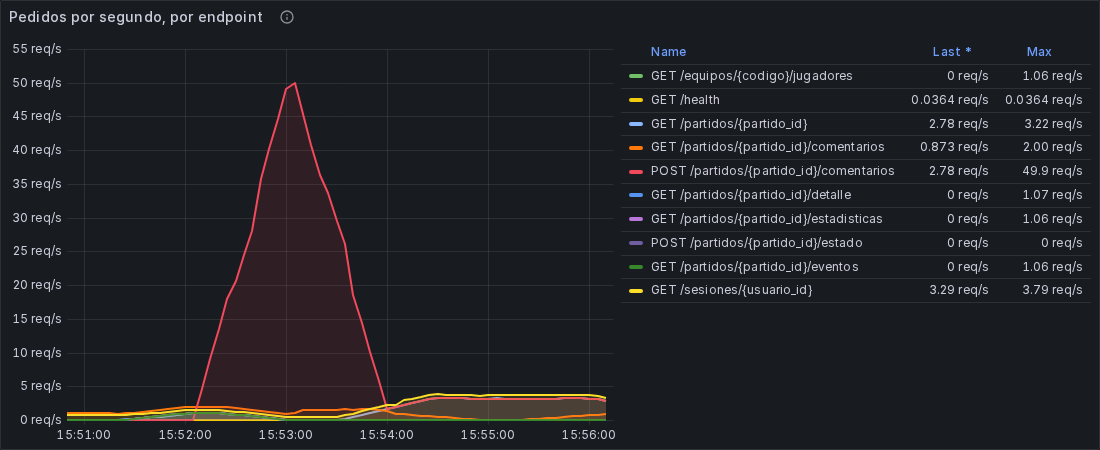 Pedidos por segundo, por endpoint
55 req/s
50 req/s
45 req/s
40 req/s
35 req/s
30 req/s
25 req/s
20 req/s
15 req/s
10 req/s
5 req/s
0 req/s
15:51:00 15:52:00 15:53:00 15:54:00 15:55:00 15:56:00
Name Last * Max
GET /equipos/{codigo}/jugadores 0 req/s 1.06 req/s
GET /health 0.0364 req/s 0.0364 req/s
GET /partidos/{partido_id} 2.78 req/s 3.22 req/s
GET /partidos/{partido_id}/comentarios 0.873 req/s 2.00 req/s
POST /partidos/{partido_id}/comentarios 2.78 req/s 49.9 req/s
GET /partidos/{partido_id}/detalle 0 req/s 1.07 req/s
GET /partidos/{partido_id}/estadisticas 0 req/s 1.06 req/s
POST /partidos/{partido_id}/estado 0 req/s 0 req/s
GET /partidos/{partido_id}/eventos 0 req/s 1.06 req/s
GET /sesiones/{usuario_id} 3.29 req/s 3.79 req/s